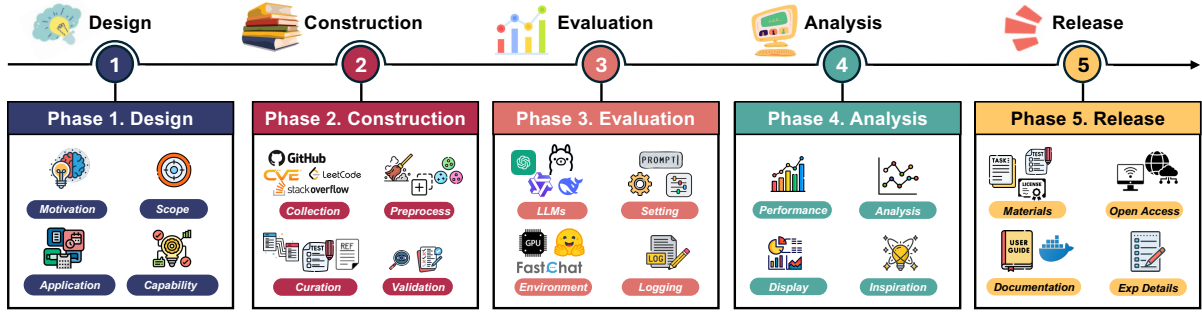 Design
Construction
Evaluation
Analysis
Release
1
2
3
4
5
Phase 1. Design
Motivation
Scope
Application
Capability
Phase 2. Construction
GitHub
CVE
LeetCode
stackoverflow
Collection
Preprocess
TEST
REF
Curation
Validation
Phase 3. Evaluation
PROMPT
LLMs
Setting
GPU
FastChat
LOG
Environment
Logging
Phase 4. Analysis
Performance
Analysis
Display
Inspiration
Phase 5. Release
TASK
TEST
LICENSE
Materials
Open Access
USER
GUIDE
Documentation
Exp Details